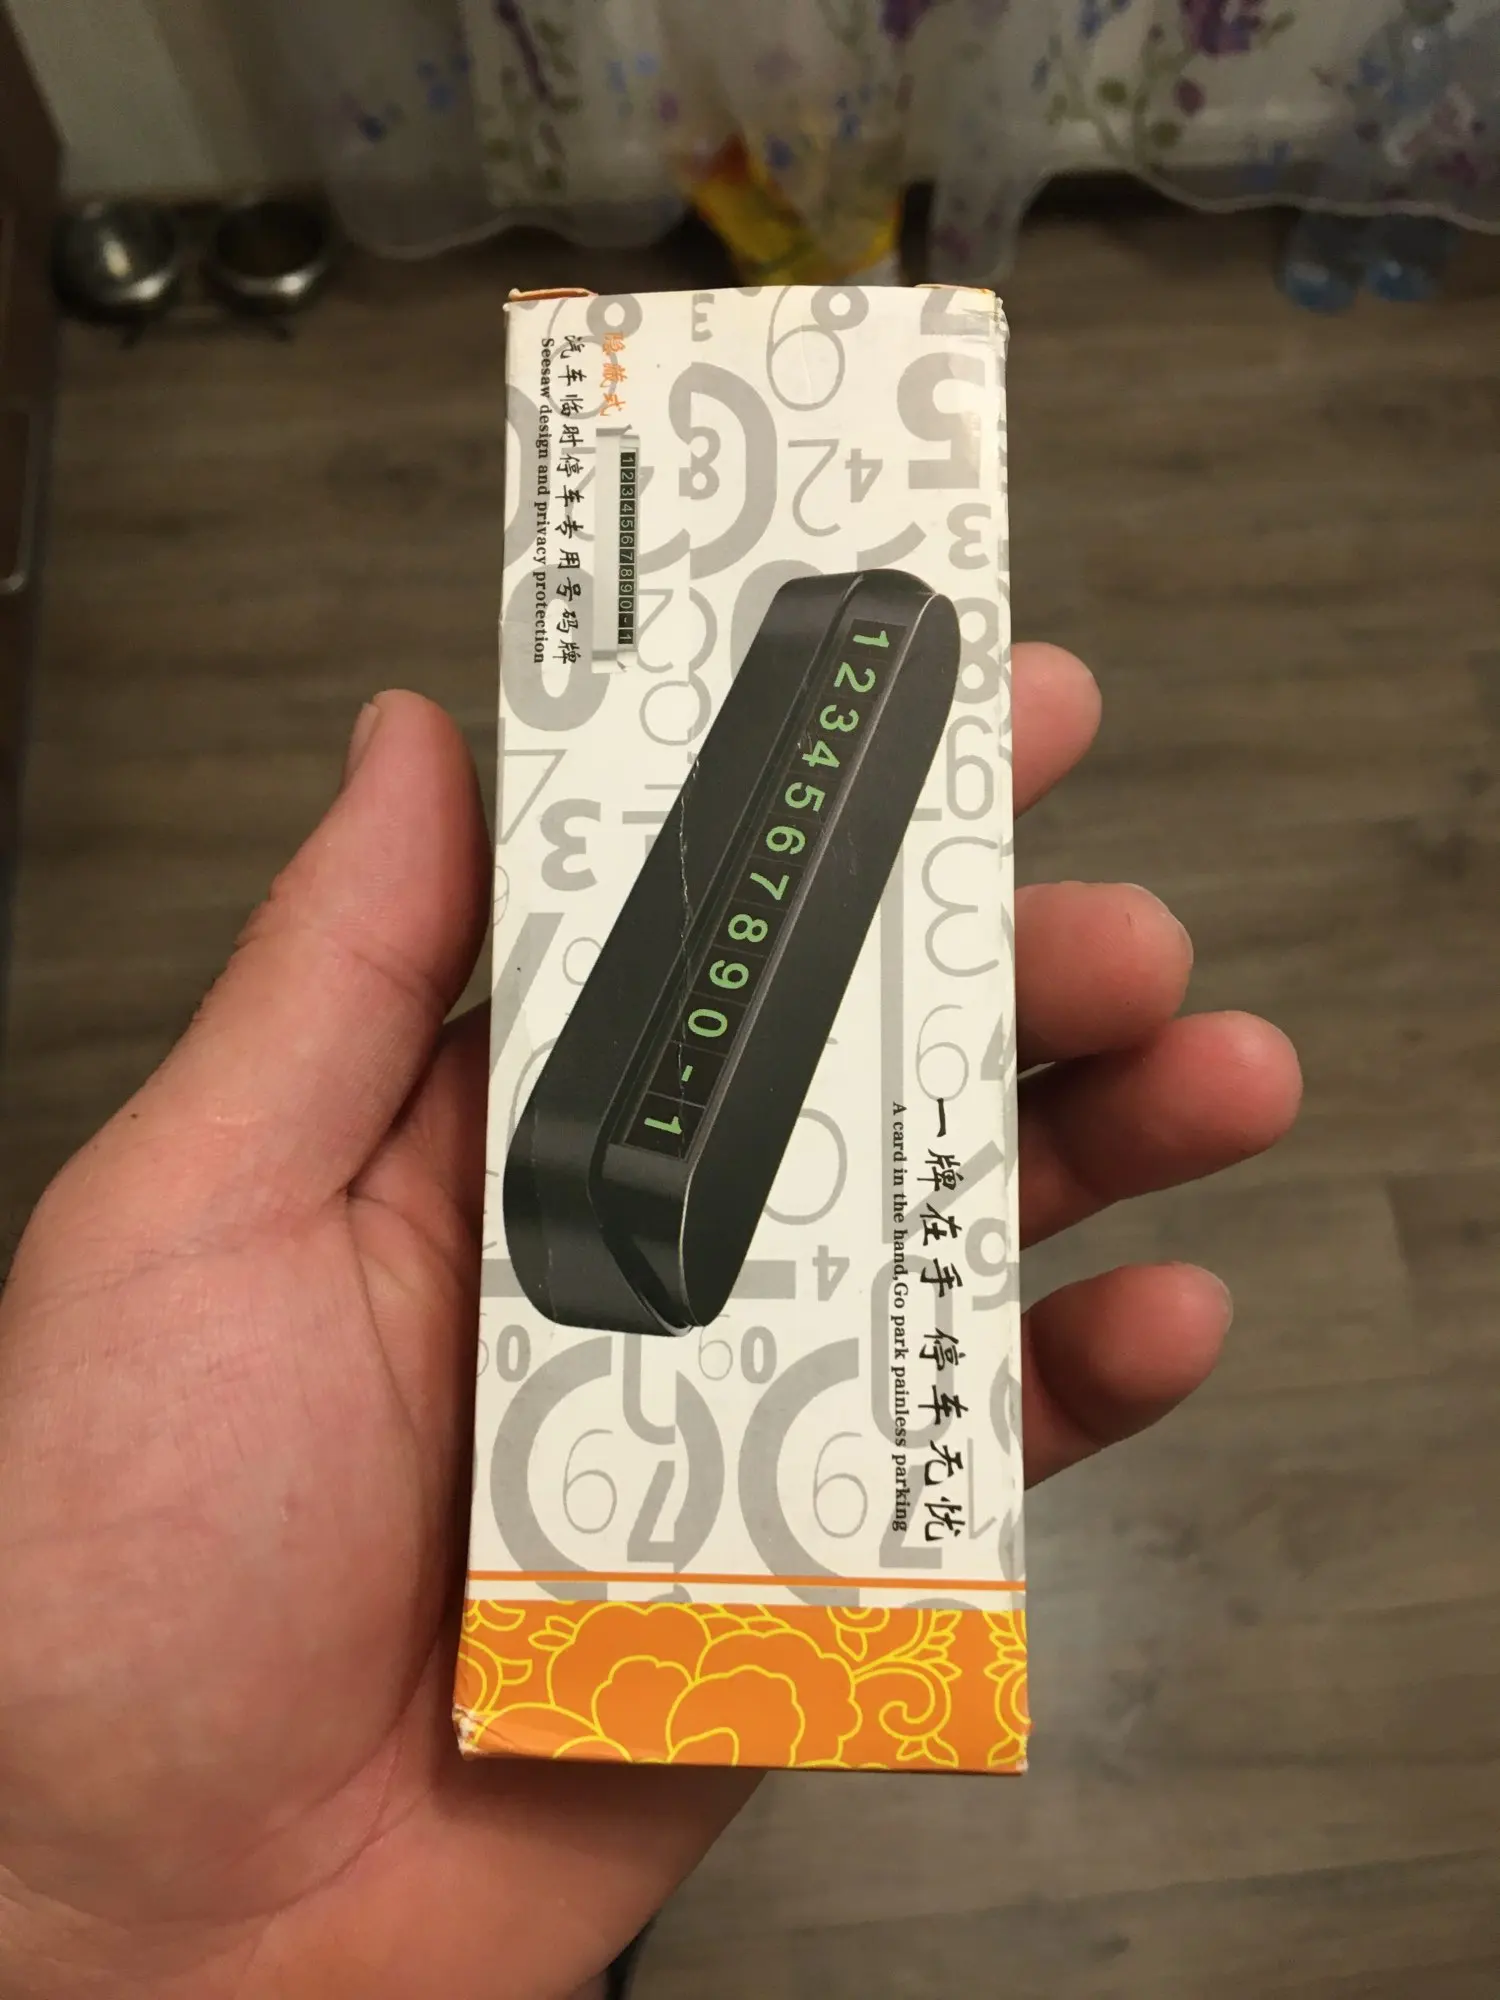 隐藏式
1234567890-1
汽车临时停车专用号码牌
Seesaw design and privacy protection
1234567890-1
一牌在手 停车无忧
A card in the hand,Go park painless parking